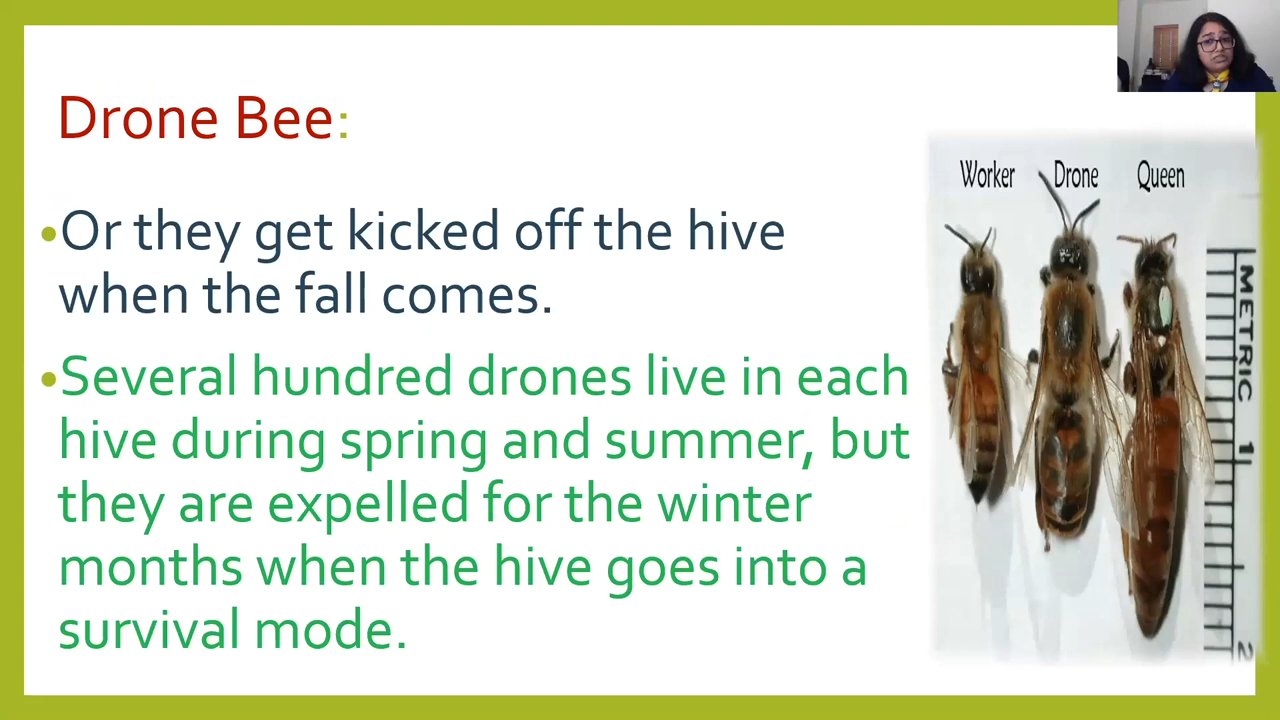 Drone Bee:
•Or they get kicked off the hive
when the fall comes.
•Several hundred drones live in each
hive during spring and summer, but
they are expelled for the winter
months when the hive goes into a
survival mode.
Worker Drone Queen
METRIC 1 2